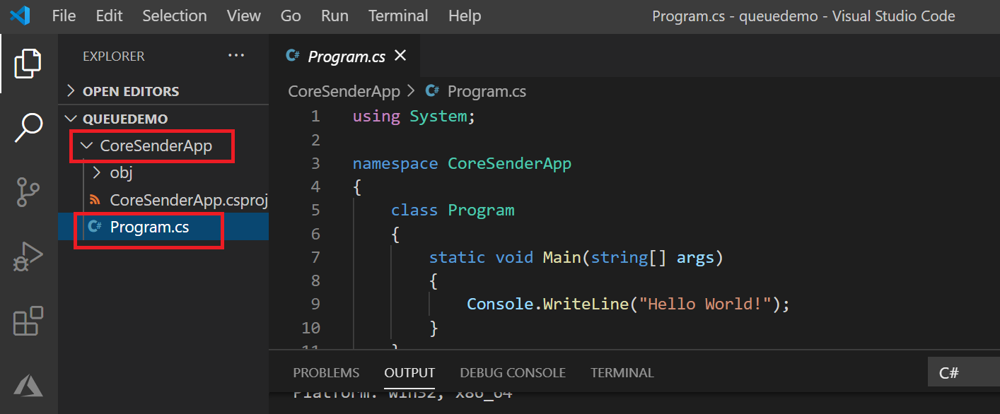 File Edit Selection View Go Run Terminal Help Program.cs - queuedemo - Visual Studio Code
EXPLORER ···
OPEN EDITORS
QUEUEDEMO
CoreSenderApp
obj
CoreSenderApp.csproj
C# Program.cs
C# Program.cs
CoreSenderApp > C# Program.cs
1 using System;
2
3 namespace CoreSenderApp
4 {
5 class Program
6 {
7 static void Main(string[] args)
8 {
9 Console.WriteLine("Hello World!");
10 }
11 }
PROBLEMS OUTPUT DEBUG CONSOLE TERMINAL C#
Platform: win32, x86_64